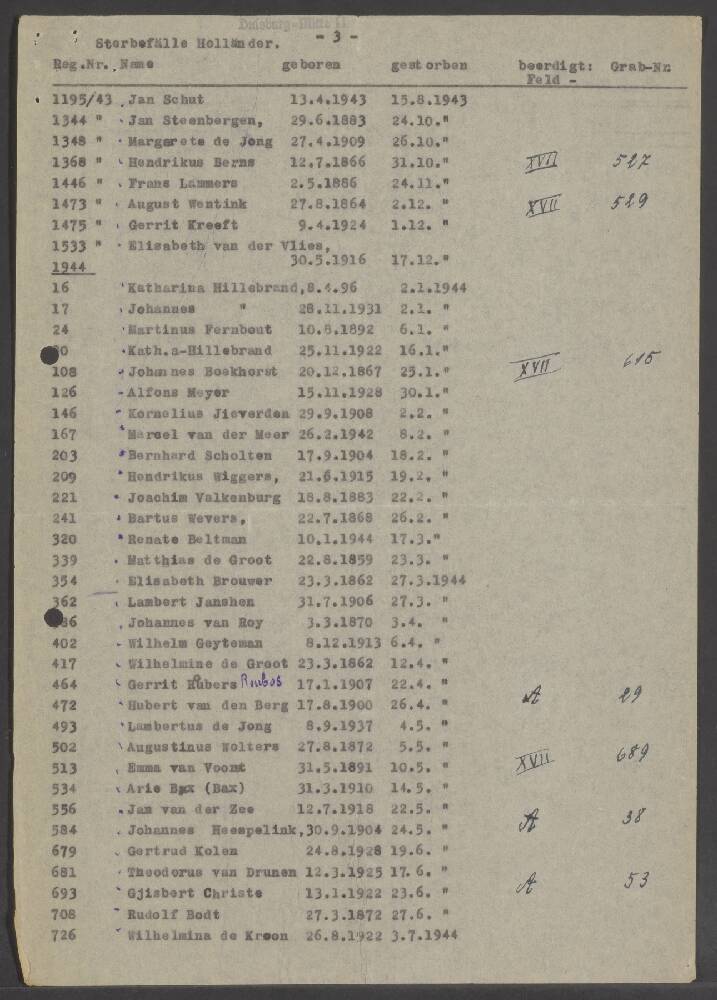 Duisburg-Mitte II
Sterbefälle Holländer. - 3 -
Reg.Nr. Name geboren gestorben beerdigt: Grab-Nr.
Feld -
1195/43 Jan Schut 13.4.1943 15.8.1943
1344 " Jan Steenbergen, 29.6.1883 24.10."
1348 " Margarete de Jong 27.4.1909 26.10."
1368 " Hendrikus Berns 12.7.1866 31.10." XVII 527
1446 " Frans Lammers 2.5.1886 24.11."
1473 " August Wentink 27.8.1864 2.12. " XVII 529
1475 " Gerrit Kreeft 9.4.1924 1.12. "
1533 " Elisabeth van der Vlies,
30.5.1916 17.12."
1944
16 Katharina Hillebrand, 8.4.96 2.1.1944
17 Johannes " 28.11.1931 2.1. "
24 Martinus Fernbout 10.8.1892 6.1. "
0 Kath.a-Hillebrand 25.11.1922 16.1."
108 Johannes Boekhorst 20.12.1867 25.1." XVII 615
126 Alfons Meyer 15.11.1928 30.1."
146 Kornelius Jieverden 29.9.1908 2.2. "
167 Marcel van der Meer 26.2.1942 8.2. "
203 Bernhard Scholten 17.9.1904 18.2. "
209 Hendrikus Wiggers, 21.6.1915 19.2. "
221 Joachim Valkenburg 18.8.1883 22.2. "
241 Bartus Wevers, 22.7.1868 26.2. "
320 Renate Beltman 10.1.1944 17.3."
339 Matthias de Groot 22.8.1859 23.3. "
354 Elisabeth Brouwer 23.3.1862 27.3.1944
362 Lambert Janshen 31.7.1906 27.3. "
86 Johannes van Roy 3.3.1870 3.4. "
402 Wilhelm Geyteman 8.12.1913 6.4. "
417 Wilhelmine de Groot 23.3.1862 12.4. "
464 Gerrit Rubers 17.1.1907 22.4. "
472 Hubert van den Berg 17.8.1900 26.4. " A 29
493 Lambertus de Jong 8.9.1937 4.5. "
502 Augustinus Wolters 27.8.1872 5.5. "
513 Emma van Voomt 31.5.1891 10.5. " XVII 689
534 Arie Bax (Bax) 31.3.1910 14.5. "
556 Jan van der Zee 12.7.1918 22.5. "
584 Johannes Heempelink, 30.9.1904 24.5. " A 38
679 Gertrud Kolen 24.8.1928 19.6. "
681 Theodorus van Drunen 12.3.1925 17.6. "
693 Gjisbert Christe 13.1.1922 23.6. " A 53
708 Rudolf Bodt 27.3.1872 27.6. "
726 Wilhelmina de Kroon 26.8.1922 3.7.1944